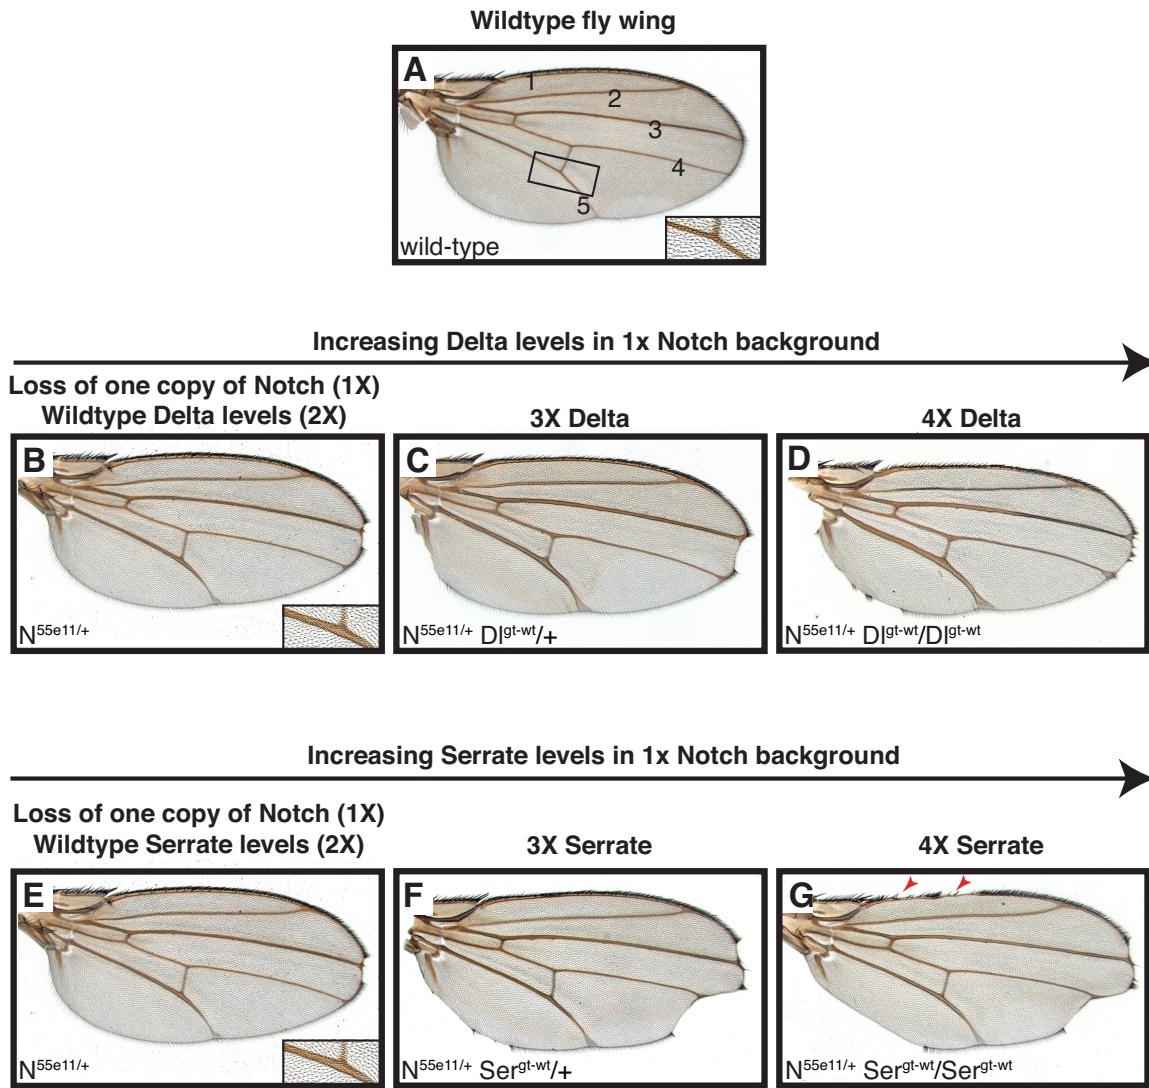 Wildtype fly wing
A
1
2
3
4
5
wild-type
Increasing Delta levels in 1x Notch background
Loss of one copy of Notch (1X)
Wildtype Delta levels (2X)
3X Delta
4X Delta
B
C
D
N55e11/+
N55e11/+ Dlgt-wt/+
N55e11/+ Dlgt-wt/Dlgt-wt
Increasing Serrate levels in 1x Notch background
Loss of one copy of Notch (1X)
Wildtype Serrate levels (2X)
3X Serrate
4X Serrate
E
F
G
N55e11/+
N55e11/+ Sergt-wt/+
N55e11/+ Sergt-wt/Sergt-wt